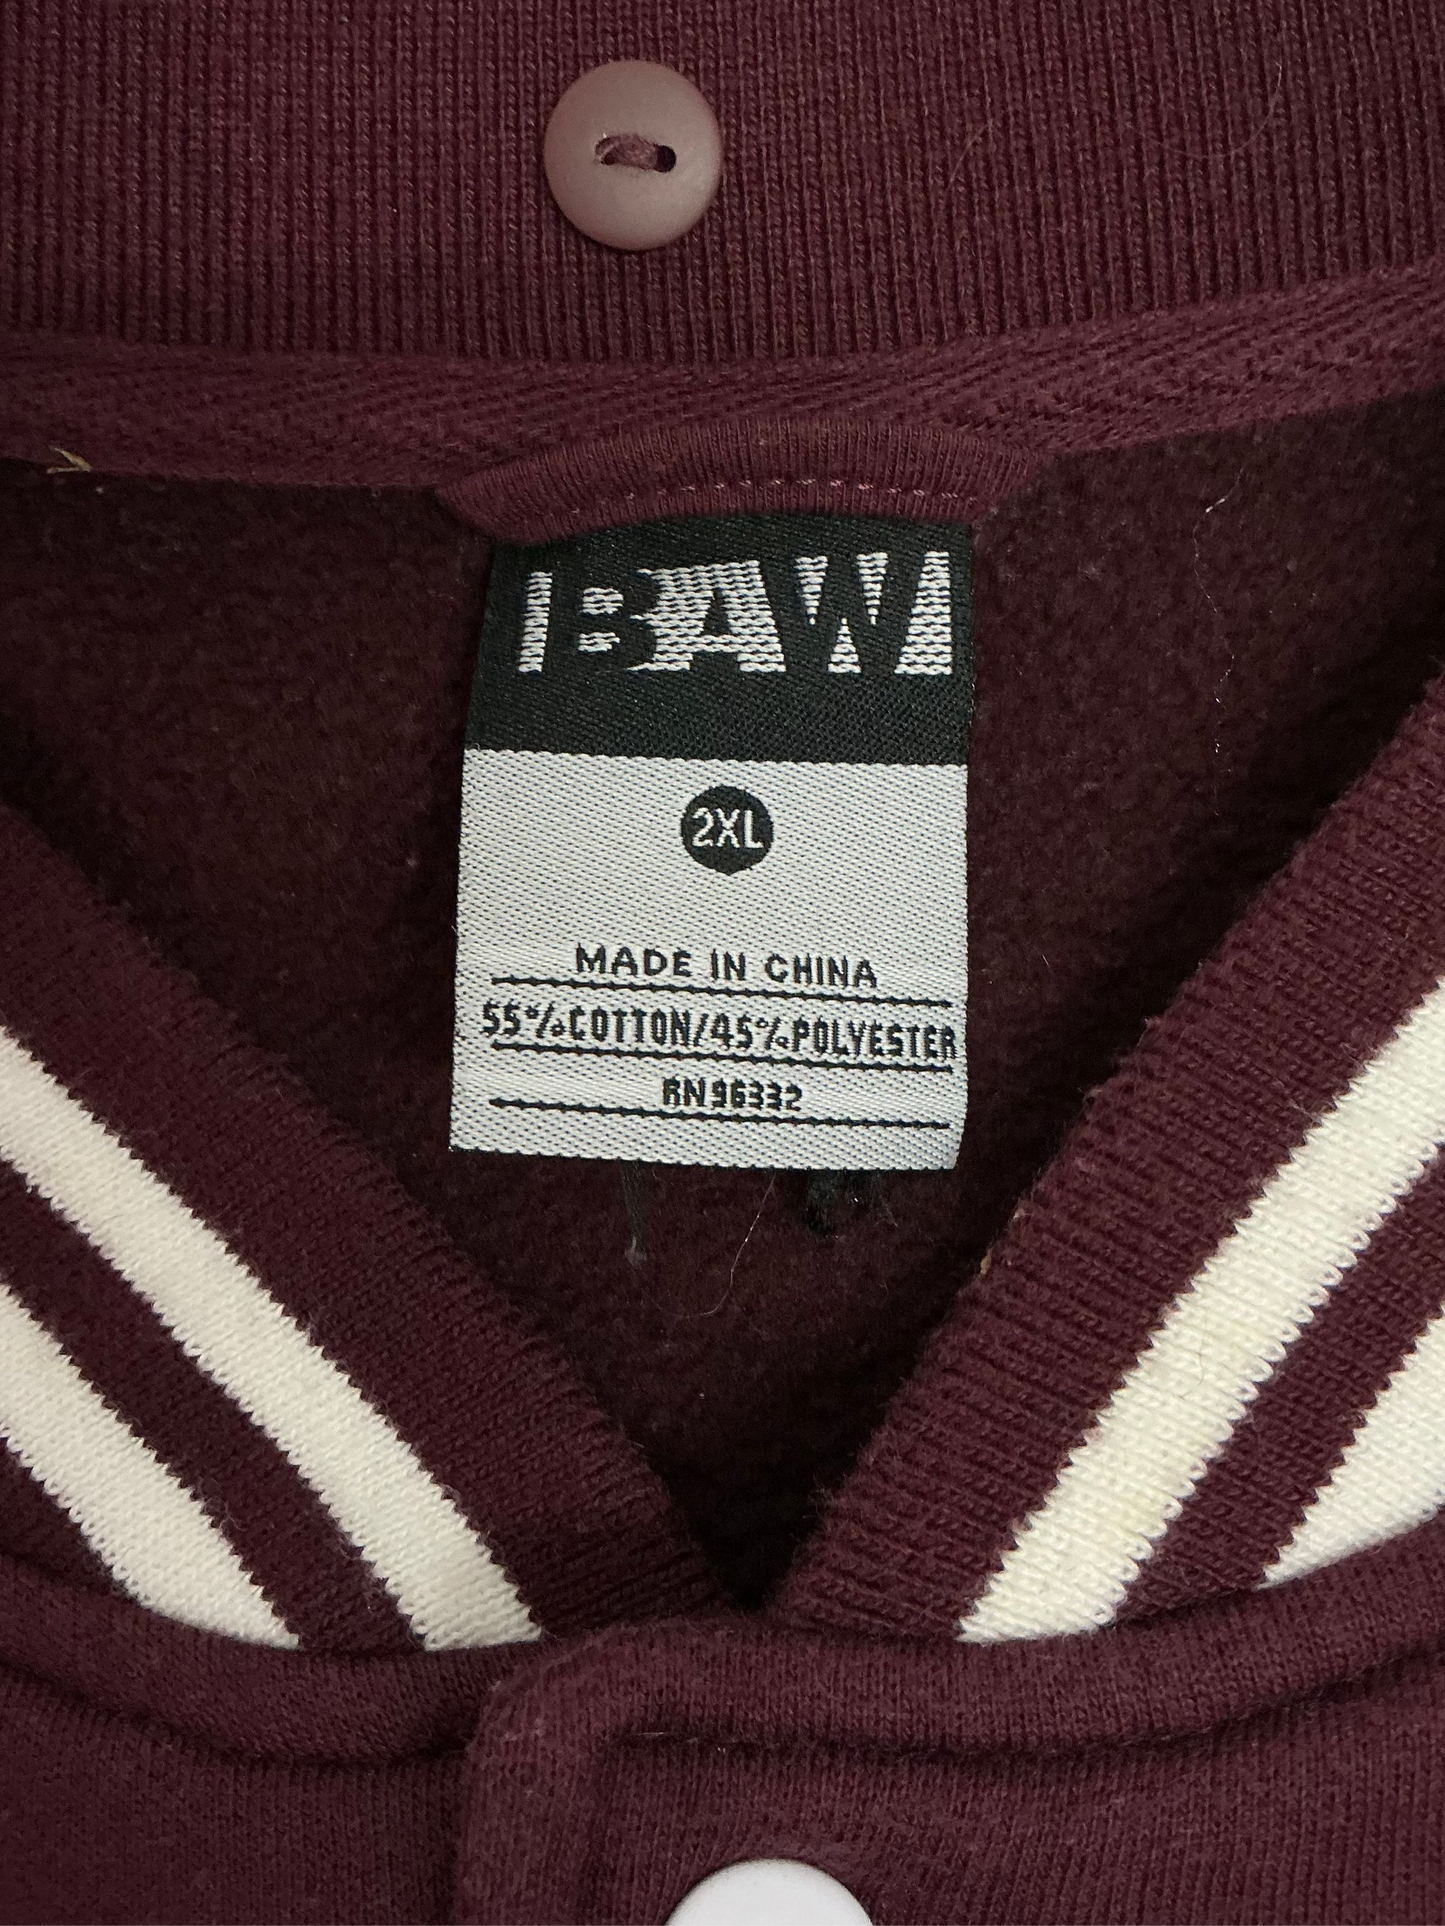 BAW
2XL
MADE IN CHINA
55%COTTON/45%POLYESTER
RN96332